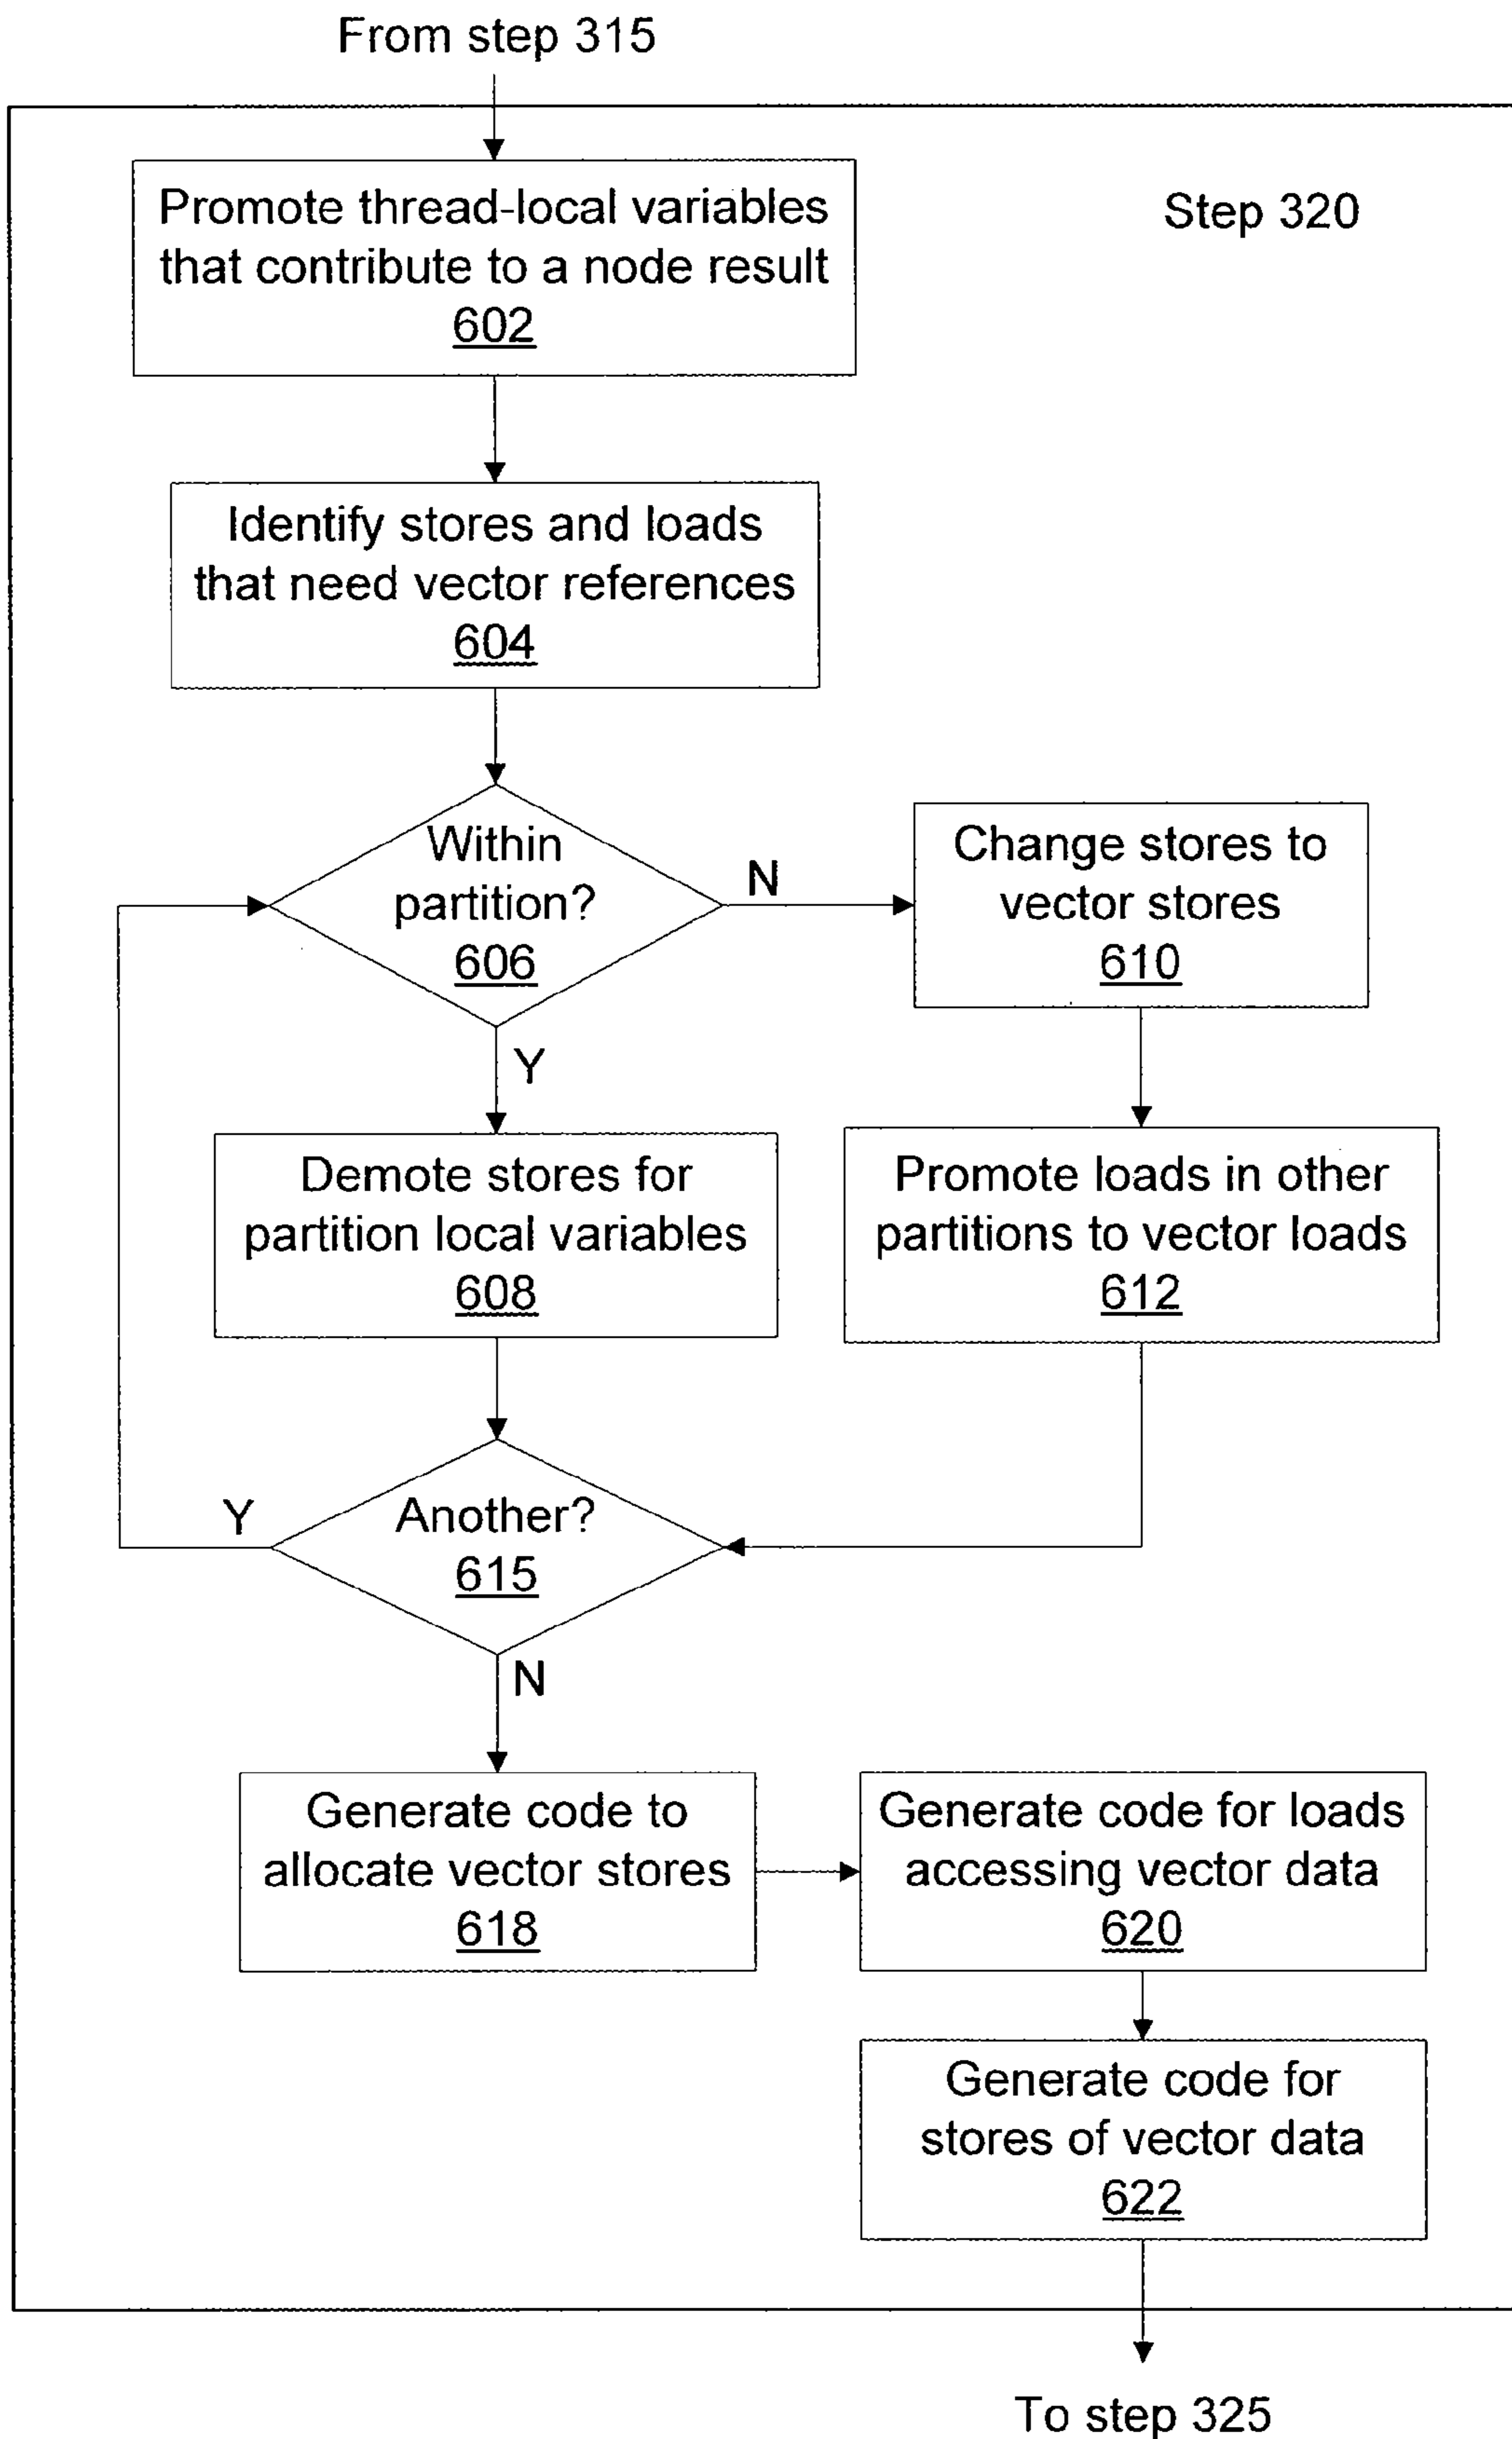 From step 315
Promote thread-local variables
that contribute to a node result
602
Step 320
Identify stores and loads
that need vector references
604
Within
partition?
606
N
Change stores to
vector stores
610
Y
Demote stores for
partition local variables
608
Promote loads in other
partitions to vector loads
612
Y
Another?
615
N
Generate code to
allocate vector stores
618
Generate code for loads
accessing vector data
620
Generate code for
stores of vector data
622
To step 325